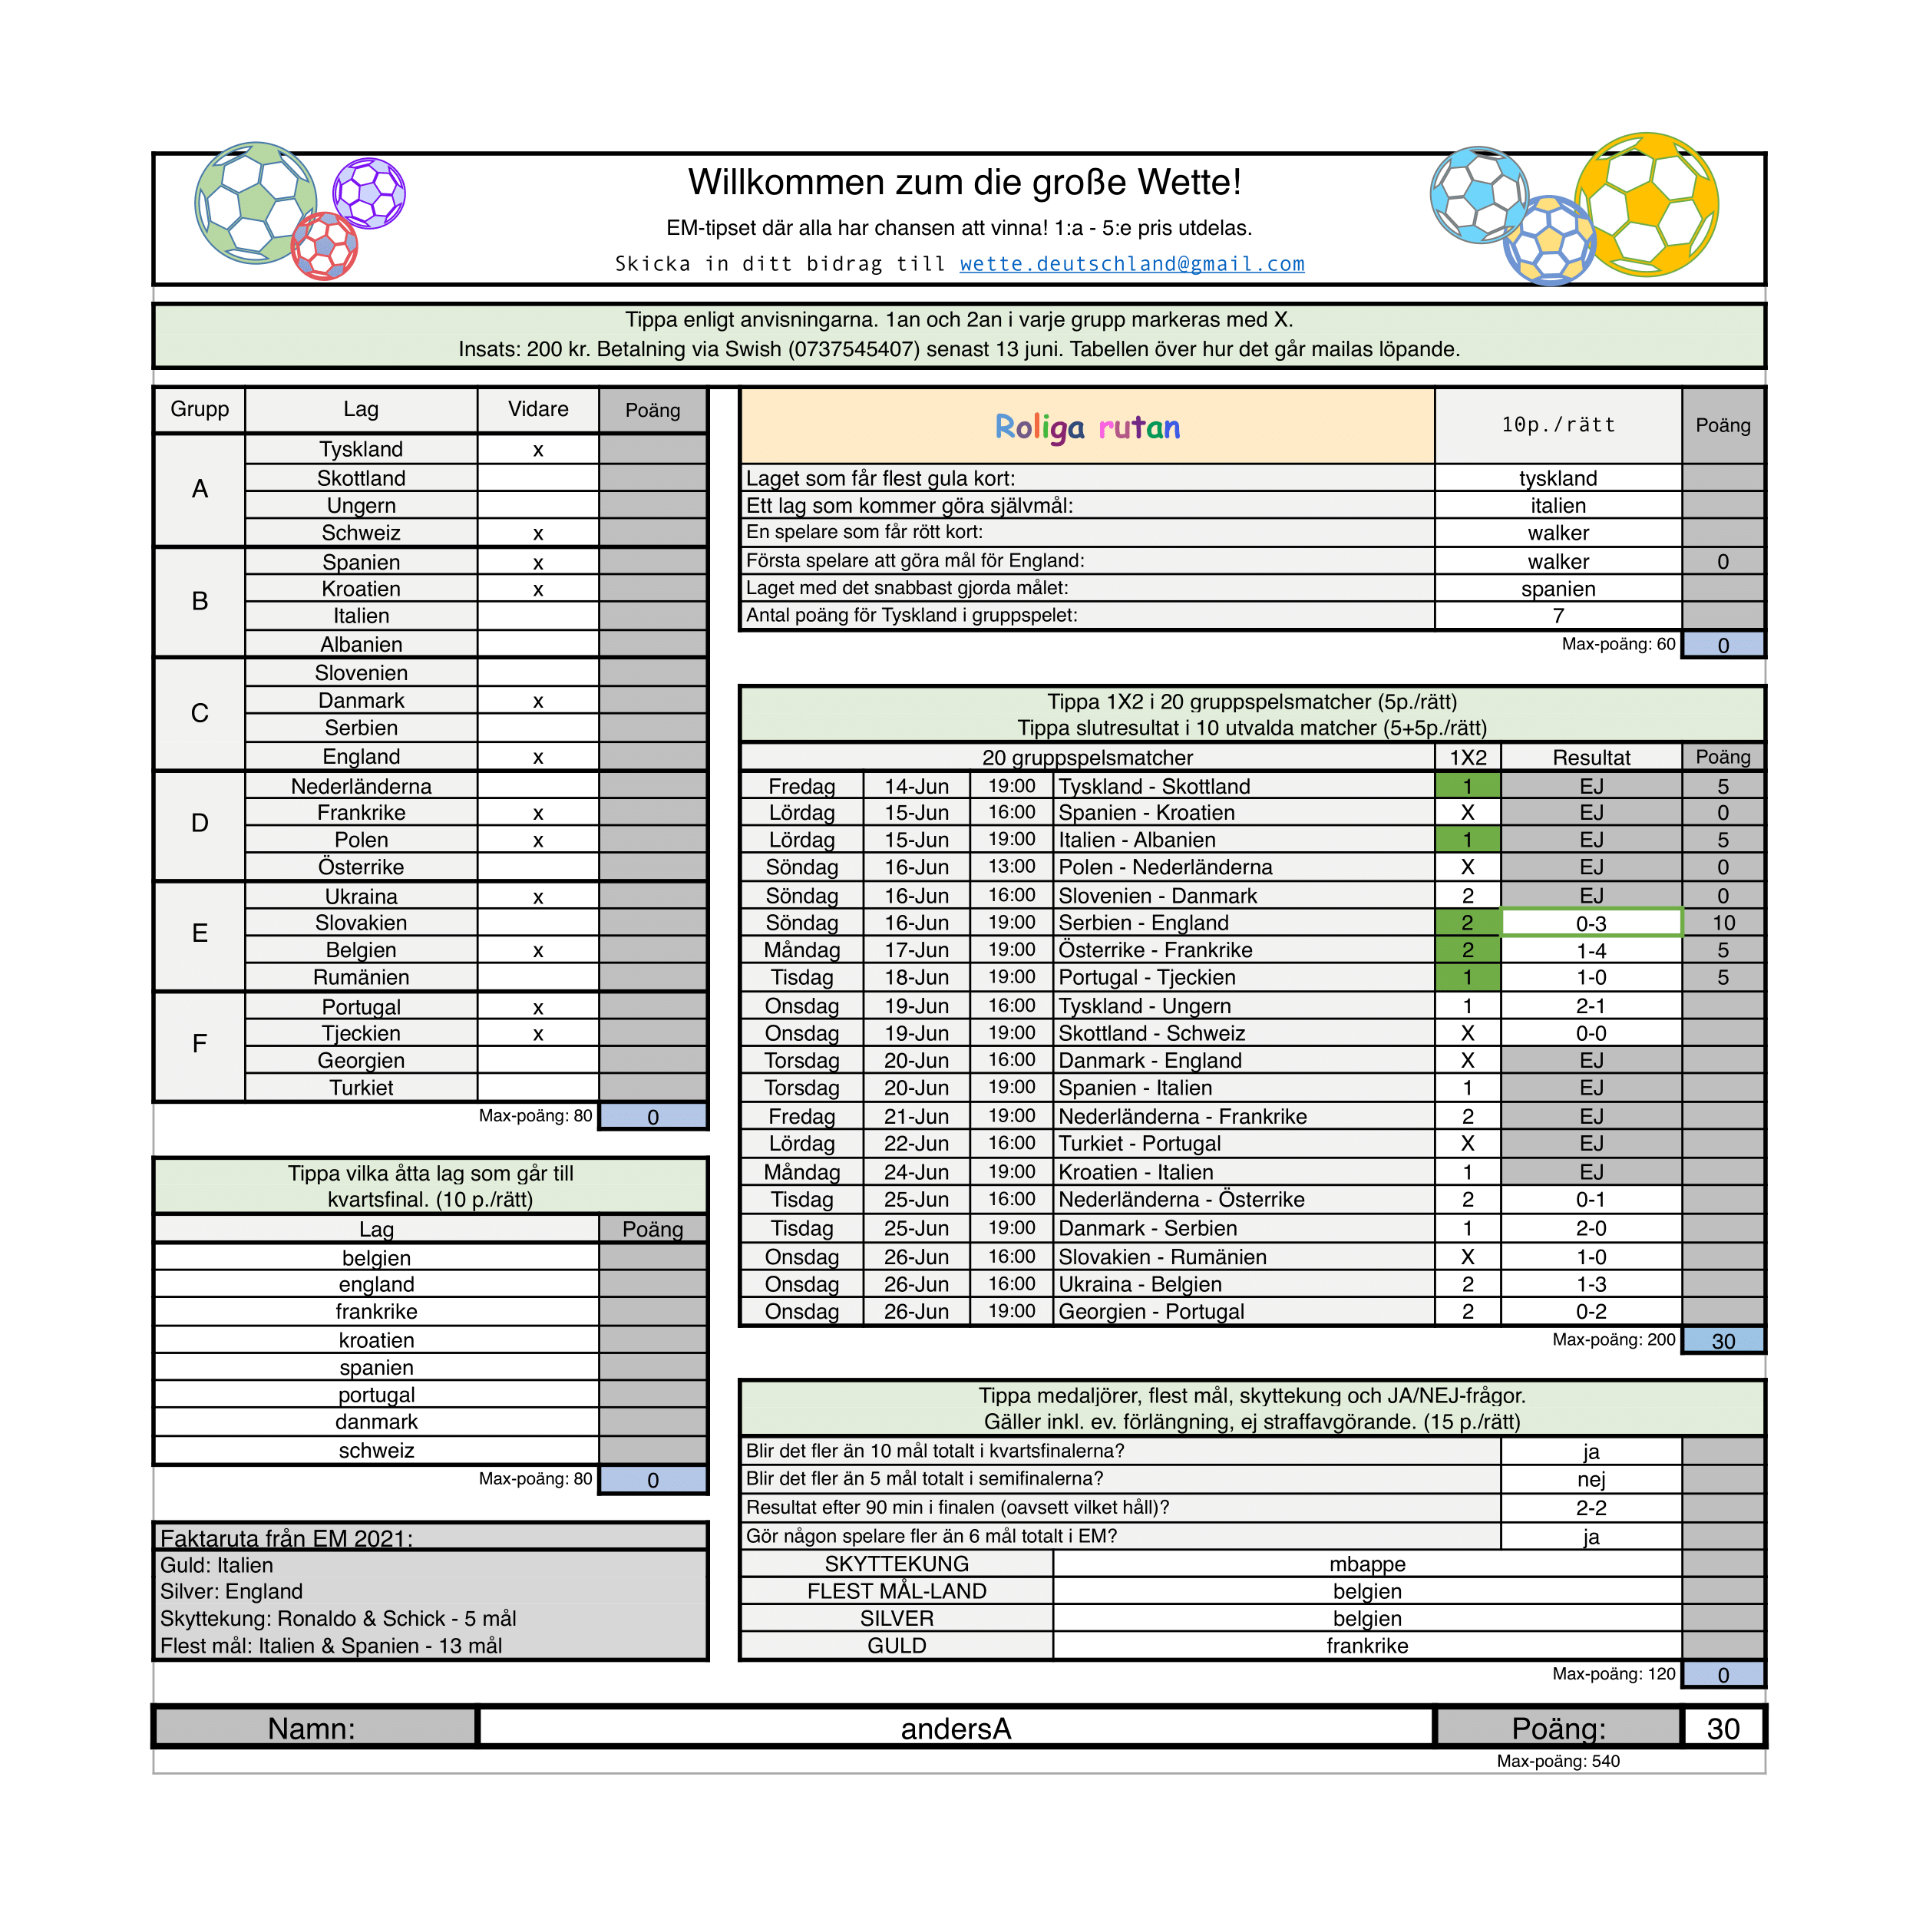 Willkommen zum die große Wette!
EM-tipset där alla har chansen att vinna! 1:a - 5:e pris utdelas.
Skicka in ditt bidrag till wette.deutschland@gmail.com
Tippa enligt anvisningarna. 1an och 2an i varje grupp markeras med X.
Insats: 200 kr. Betalning via Swish (0737545407) senast 13 juni. Tabellen över hur det går mailas löpande.
Grupp Lag Vidare Poäng
A
Tyskland x
Skottland
Ungern
Schweiz x
B
Spanien x
Kroatien x
Italien
Albanien
C
Slovenien
Danmark x
Serbien
England x
D
Nederländerna
Frankrike x
Polen x
Österrike
E
Ukraina x
Slovakien
Belgien x
Rumänien
F
Portugal x
Tjeckien x
Georgien
Turkiet
Max-poäng: 80 0
Tippa vilka åtta lag som går till
kvartsfinal. (10 p./rätt)
Lag Poäng
belgien
england
frankrike
kroatien
spanien
portugal
danmark
schweiz
Max-poäng: 80 0
Faktaruta från EM 2021:
Guld: Italien
Silver: England
Skyttekung: Ronaldo & Schick - 5 mål
Flest mål: Italien & Spanien - 13 mål
Roliga rutan 10p./rätt Poäng
Laget som får flest gula kort: tyskland
Ett lag som kommer göra självmål: italien
En spelare som får rött kort: walker
Första spelare att göra mål för England: walker 0
Laget med det snabbast gjorda målet: spanien
Antal poäng för Tyskland i gruppspelet: 7
Max-poäng: 60 0
Tippa 1X2 i 20 gruppspelsmatcher (5p./rätt)
Tippa slutresultat i 10 utvalda matcher (5+5p./rätt)
20 gruppspelsmatcher 1X2 Resultat Poäng
Fredag 14-Jun 19:00 Tyskland - Skottland 1 EJ 5
Lördag 15-Jun 16:00 Spanien - Kroatien X EJ 0
Lördag 15-Jun 19:00 Italien - Albanien 1 EJ 5
Söndag 16-Jun 13:00 Polen - Nederländerna X EJ 0
Söndag 16-Jun 16:00 Slovenien - Danmark 2 EJ 0
Söndag 16-Jun 19:00 Serbien - England 2 0-3 10
Måndag 17-Jun 19:00 Österrike - Frankrike 2 1-4 5
Tisdag 18-Jun 19:00 Portugal - Tjeckien 1 1-0 5
Onsdag 19-Jun 16:00 Tyskland - Ungern 1 2-1
Onsdag 19-Jun 19:00 Skottland - Schweiz X 0-0
Torsdag 20-Jun 16:00 Danmark - England X EJ
Torsdag 20-Jun 19:00 Spanien - Italien 1 EJ
Fredag 21-Jun 19:00 Nederländerna - Frankrike 2 EJ
Lördag 22-Jun 16:00 Turkiet - Portugal X EJ
Måndag 24-Jun 19:00 Kroatien - Italien 1 EJ
Tisdag 25-Jun 16:00 Nederländerna - Österrike 2 0-1
Tisdag 25-Jun 19:00 Danmark - Serbien 1 2-0
Onsdag 26-Jun 16:00 Slovakien - Rumänien X 1-0
Onsdag 26-Jun 16:00 Ukraina - Belgien 2 1-3
Onsdag 26-Jun 19:00 Georgien - Portugal 2 0-2
Max-poäng: 200 30
Tippa medaljörer, flest mål, skyttekung och JA/NEJ-frågor.
Gäller inkl. ev. förlängning, ej straffavgörande. (15 p./rätt)
Blir det fler än 10 mål totalt i kvartsfinalerna? ja
Blir det fler än 5 mål totalt i semifinalerna? nej
Resultat efter 90 min i finalen (oavsett vilket håll)? 2-2
Gör någon spelare fler än 6 mål totalt i EM? ja
SKYTTEKUNG mbappe
FLEST MÅL-LAND belgien
SILVER belgien
GULD frankrike
Max-poäng: 120 0
Namn: andersA Poäng: 30
Max-poäng: 540